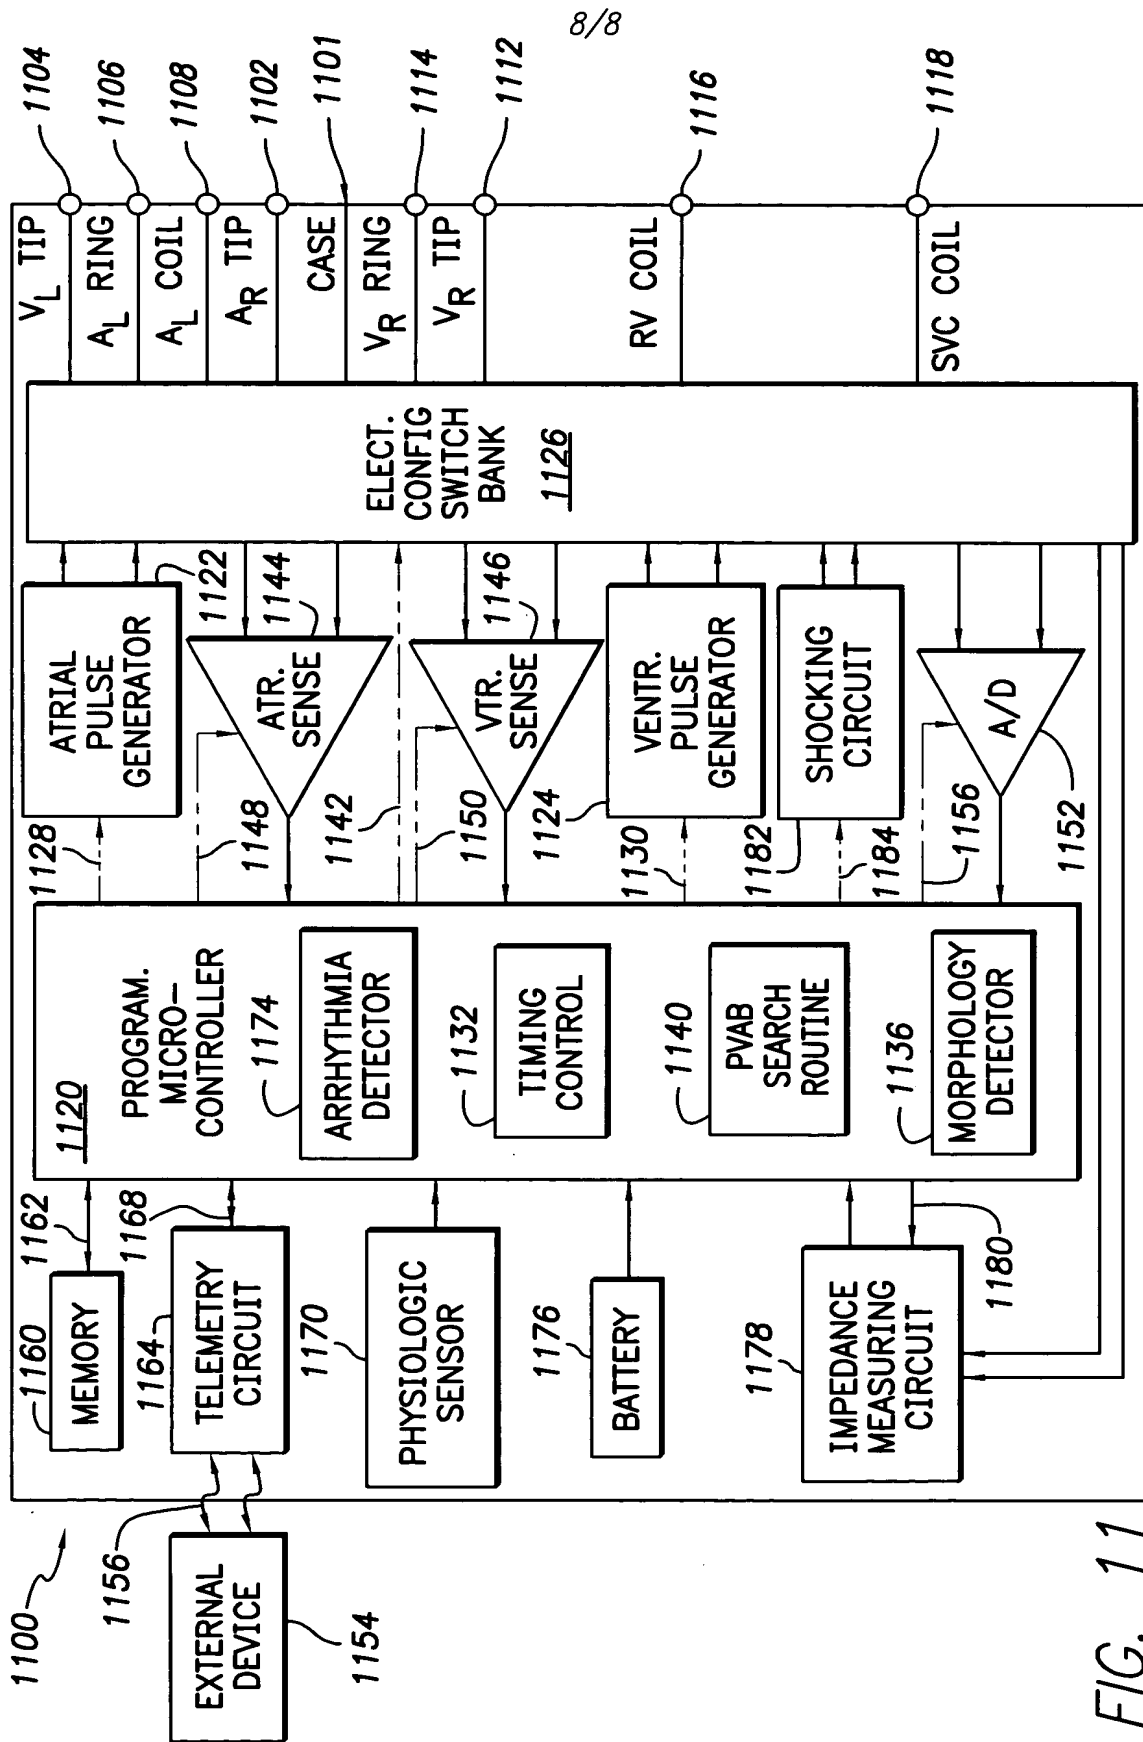 8/8
1100
V_L TIP
1104
A_L RING
1106
A_L COIL
1108
A_R TIP
1102
CASE
1101
V_R RING
1114
V_R TIP
1112
RV COIL
1116
SVC COIL
1118
ELECT.
CONFIG
SWITCH
BANK
1126
ATRIAL
PULSE
GENERATOR
1122
1128
ATR.
SENSE
1144
1148
1142
VTR.
SENSE
1146
1150
VENTR.
PULSE
GENERATOR
1124
1130
SHOCKING
CIRCUIT
1182
1184
A/D
1156
1152
1120
PROGRAM.
MICRO-
CONTROLLER
1174
ARRHYTHMIA
DETECTOR
1132
TIMING
CONTROL
1140
PVAB
SEARCH
ROUTINE
1136
MORPHOLOGY
DETECTOR
1160
MEMORY
1162
1164
TELEMETRY
CIRCUIT
1168
1170
PHYSIOLOGIC
SENSOR
1176
BATTERY
1178
IMPEDANCE
MEASURING
CIRCUIT
1180
1156
EXTERNAL
DEVICE
1154
FIG. 11